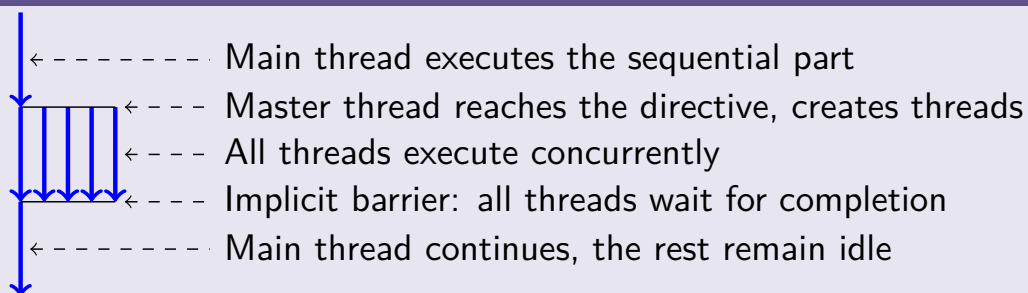 Main thread executes the sequential part
Master thread reaches the directive, creates threads
All threads execute concurrently
Implicit barrier: all threads wait for completion
Main thread continues, the rest remain idle